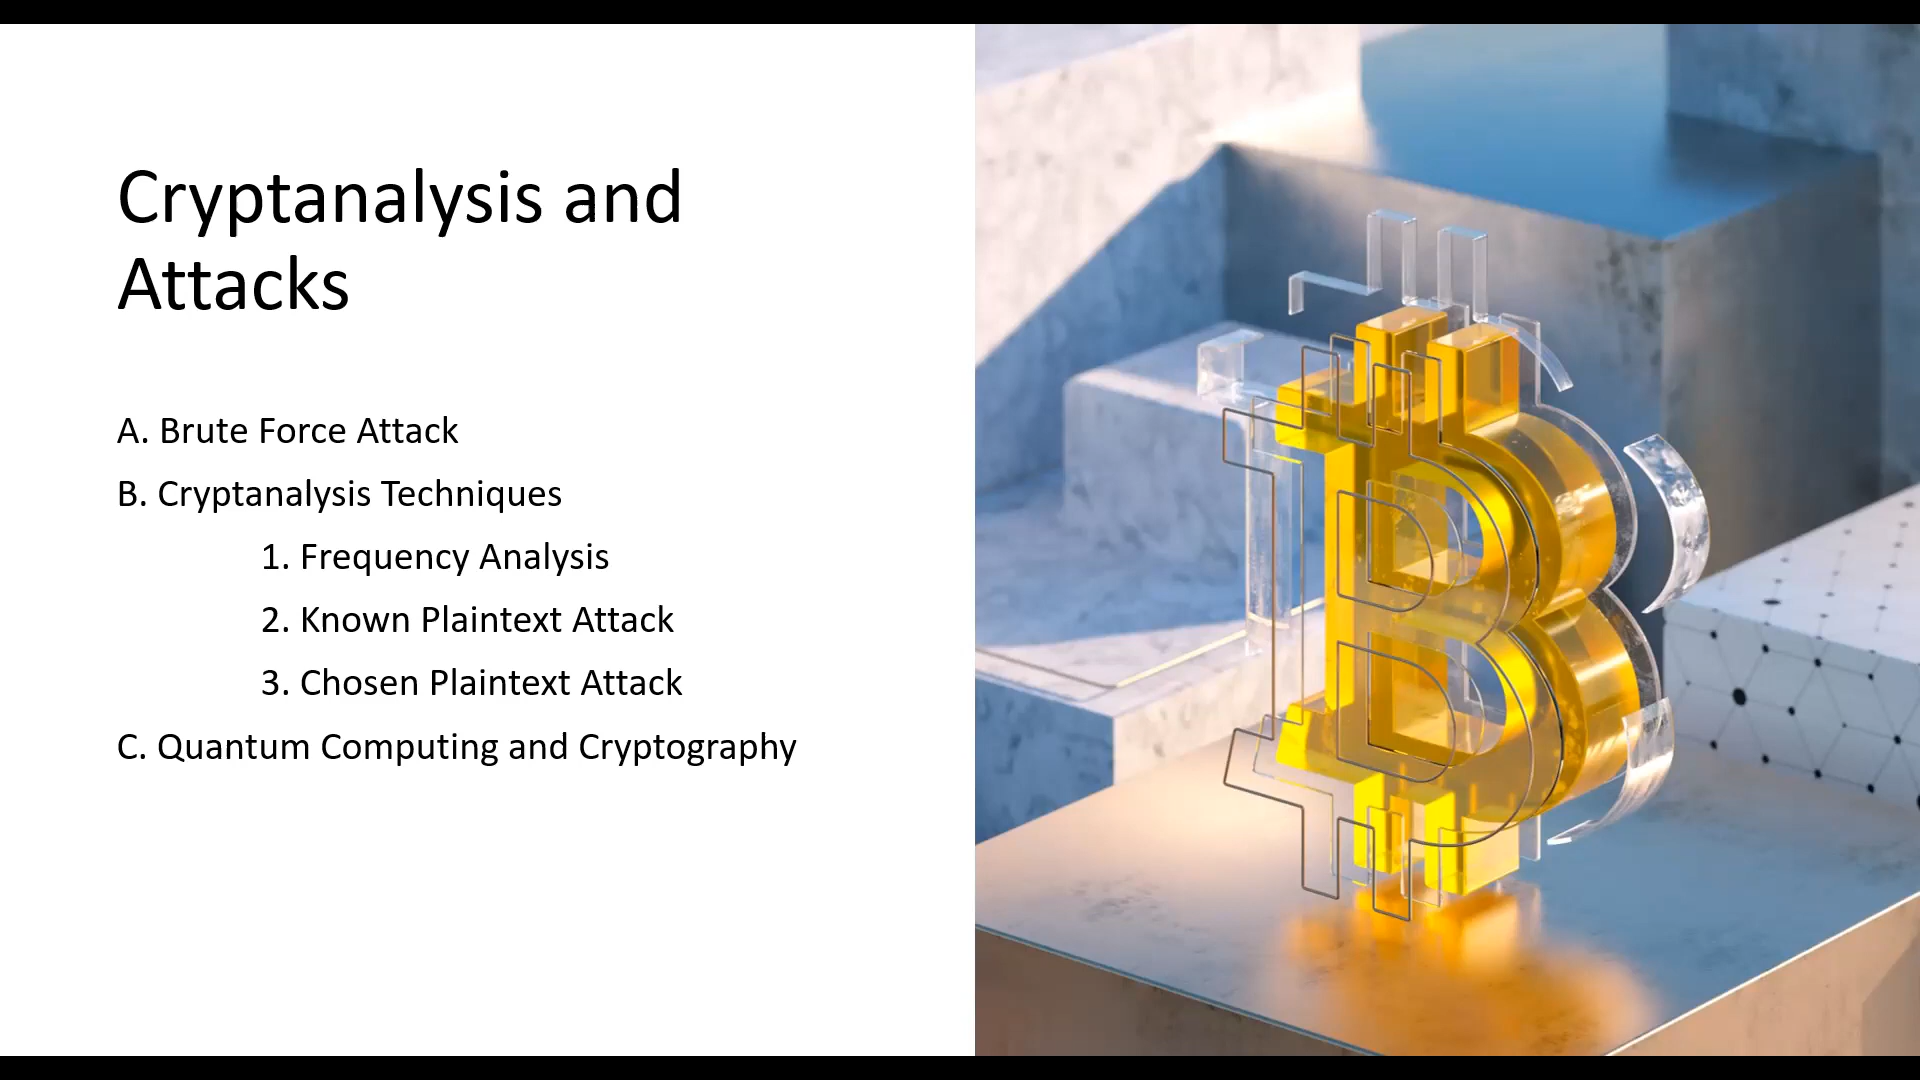 Cryptanalysis and
Attacks
A. Brute Force Attack
B. Cryptanalysis Techniques
1. Frequency Analysis
2. Known Plaintext Attack
3. Chosen Plaintext Attack
C. Quantum Computing and Cryptography